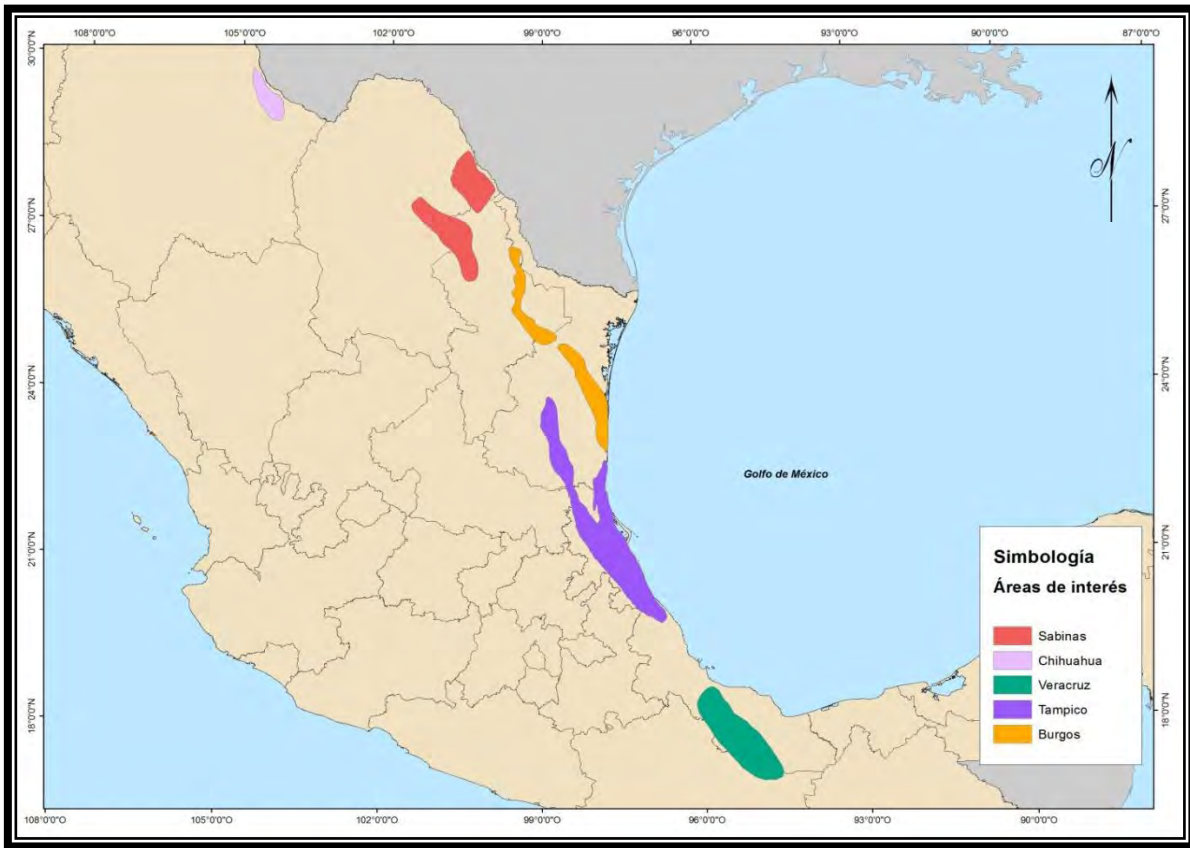 108°0'0"O 105°0'0"O 102°0'0"O 99°0'0"O 96°0'0"O 93°0'0"O 90°0'0"O 87°0'0"O
30°0'0"N
27°0'0"N
24°0'0"N
21°0'0"N
18°0'0"N
N
27°0'0"N
24°0'0"N
21°0'0"N
18°0'0"N
Golfo de México
Simbología
Áreas de interés
Sabinas
Chihuahua
Veracruz
Tampico
Burgos
108°0'0"O 105°0'0"O 102°0'0"O 99°0'0"O 96°0'0"O 93°0'0"O 90°0'0"O